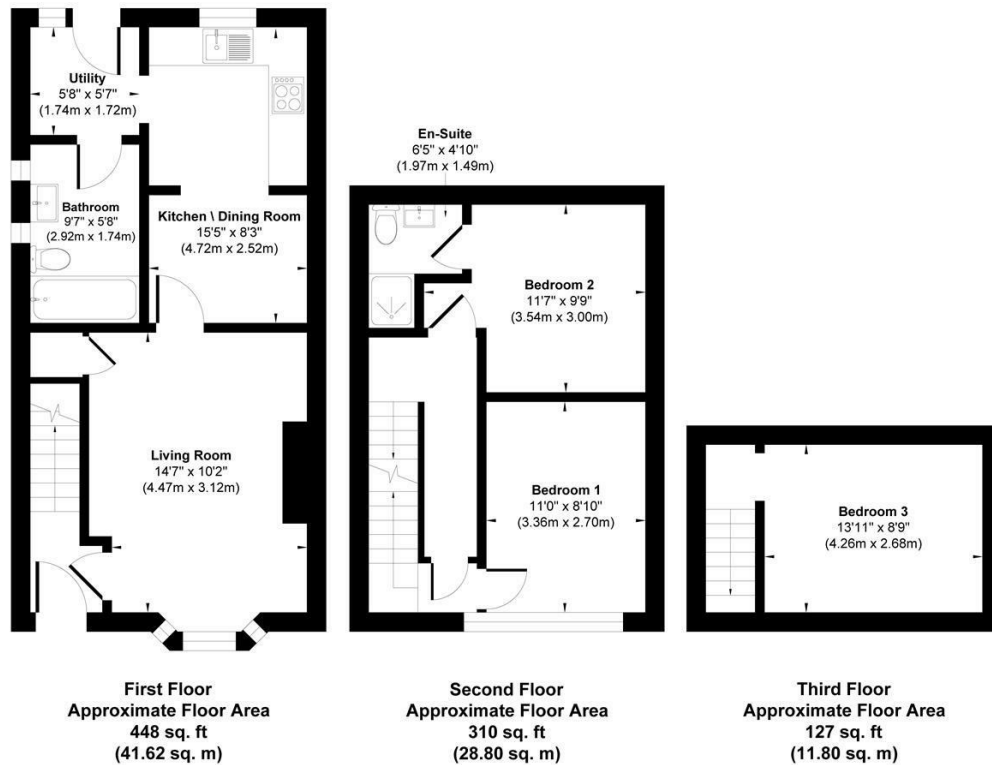 Utility
5'8" x 5'7"
(1.74m x 1.72m)
Bathroom
9'7" x 5'8"
(2.92m x 1.74m)
Kitchen \ Dining Room
15'5" x 8'3"
(4.72m x 2.52m)
Living Room
14'7" x 10'2"
(4.47m x 3.12m)
First Floor
Approximate Floor Area
448 sq. ft
(41.62 sq. m)
En-Suite
6'5" x 4'10"
(1.97m x 1.49m)
Bedroom 2
11'7" x 9'9"
(3.54m x 3.00m)
Bedroom 1
11'0" x 8'10"
(3.36m x 2.70m)
Second Floor
Approximate Floor Area
310 sq. ft
(28.80 sq. m)
Bedroom 3
13'11" x 8'9"
(4.26m x 2.68m)
Third Floor
Approximate Floor Area
127 sq. ft
(11.80 sq. m)